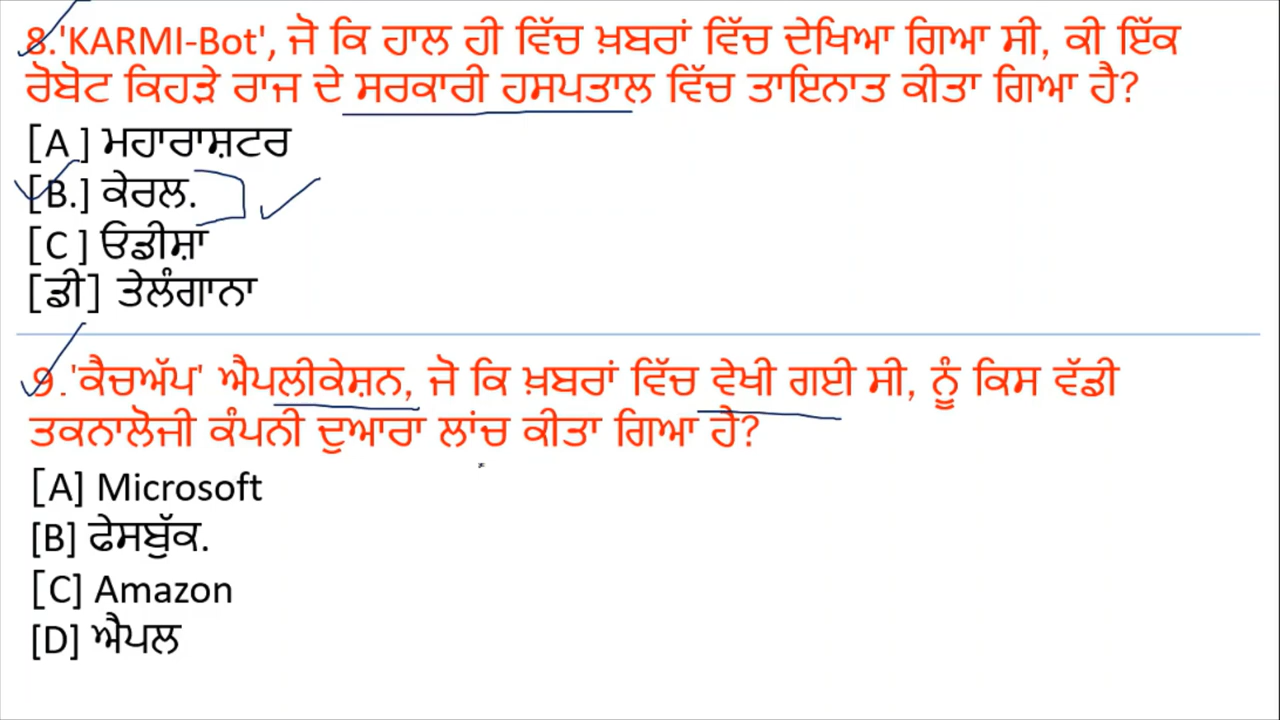 8.'KARMI-Bot', ਜੋ ਕਿ ਹਾਲ ਹੀ ਵਿੱਚ ਖ਼ਬਰਾਂ ਵਿੱਚ ਦੇਖਿਆ ਗਿਆ ਸੀ, ਕੀ ਇੱਕ
ਰੋਬੋਟ ਕਿਹੜੇ ਰਾਜ ਦੇ ਸਰਕਾਰੀ ਹਸਪਤਾਲ ਵਿੱਚ ਤਾਇਨਾਤ ਕੀਤਾ ਗਿਆ ਹੈ?
[A ] ਮਹਾਰਾਸ਼ਟਰ
[B.] ਕੇਰਲ.
[C ] ਓਡੀਸ਼ਾ
[ਡੀ] ਤੇਲੰਗਾਨਾ
9.'ਕੈਚਅੱਪ' ਐਪਲੀਕੇਸ਼ਨ, ਜੋ ਕਿ ਖ਼ਬਰਾਂ ਵਿੱਚ ਵੇਖੀ ਗਈ ਸੀ, ਨੂੰ ਕਿਸ ਵੱਡੀ
ਤਕਨਾਲੋਜੀ ਕੰਪਨੀ ਦੁਆਰਾ ਲਾਂਚ ਕੀਤਾ ਗਿਆ ਹੈ?
[A] Microsoft
[B] ਫੇਸਬੁੱਕ.
[C] Amazon
[D] ਐਪਲ